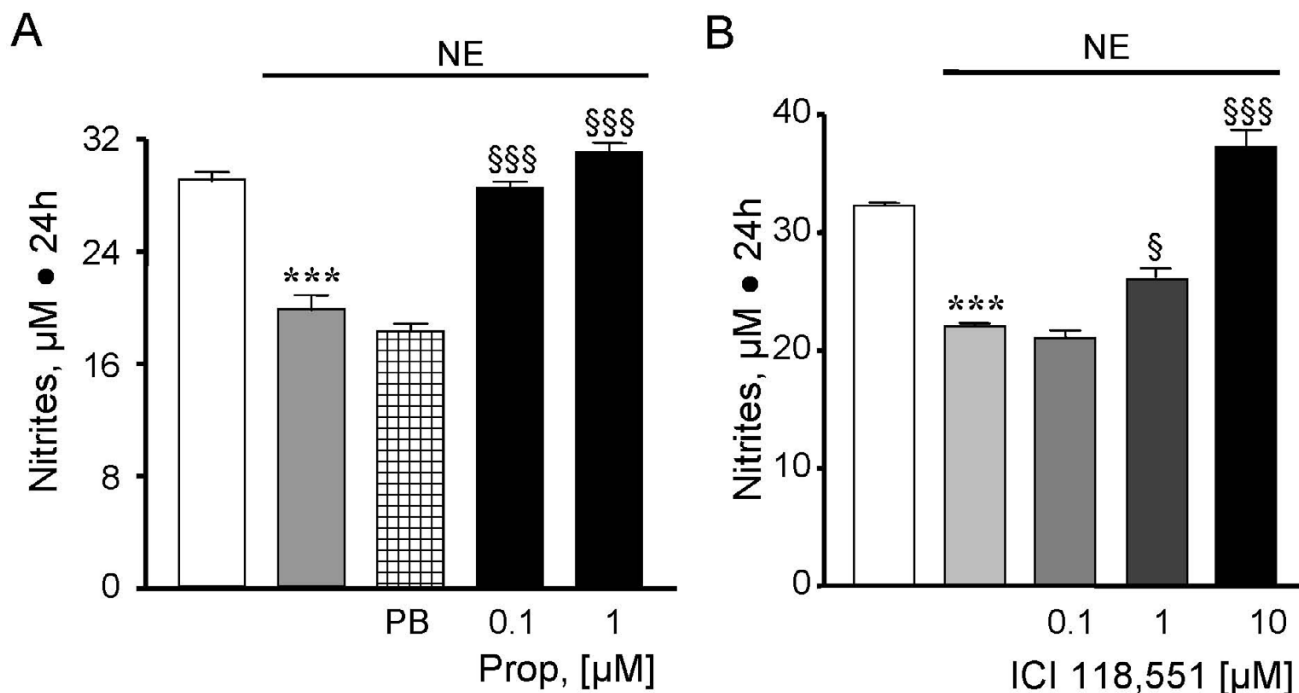 A
NE
Nitrites, µM • 24h
32
24
16
8
0
***
§§§
§§§
PB
0.1
1
Prop, [µM]
B
NE
Nitrites, µM • 24h
40
30
20
10
0
***
§
§§§
0.1
1
10
ICI 118,551 [µM]